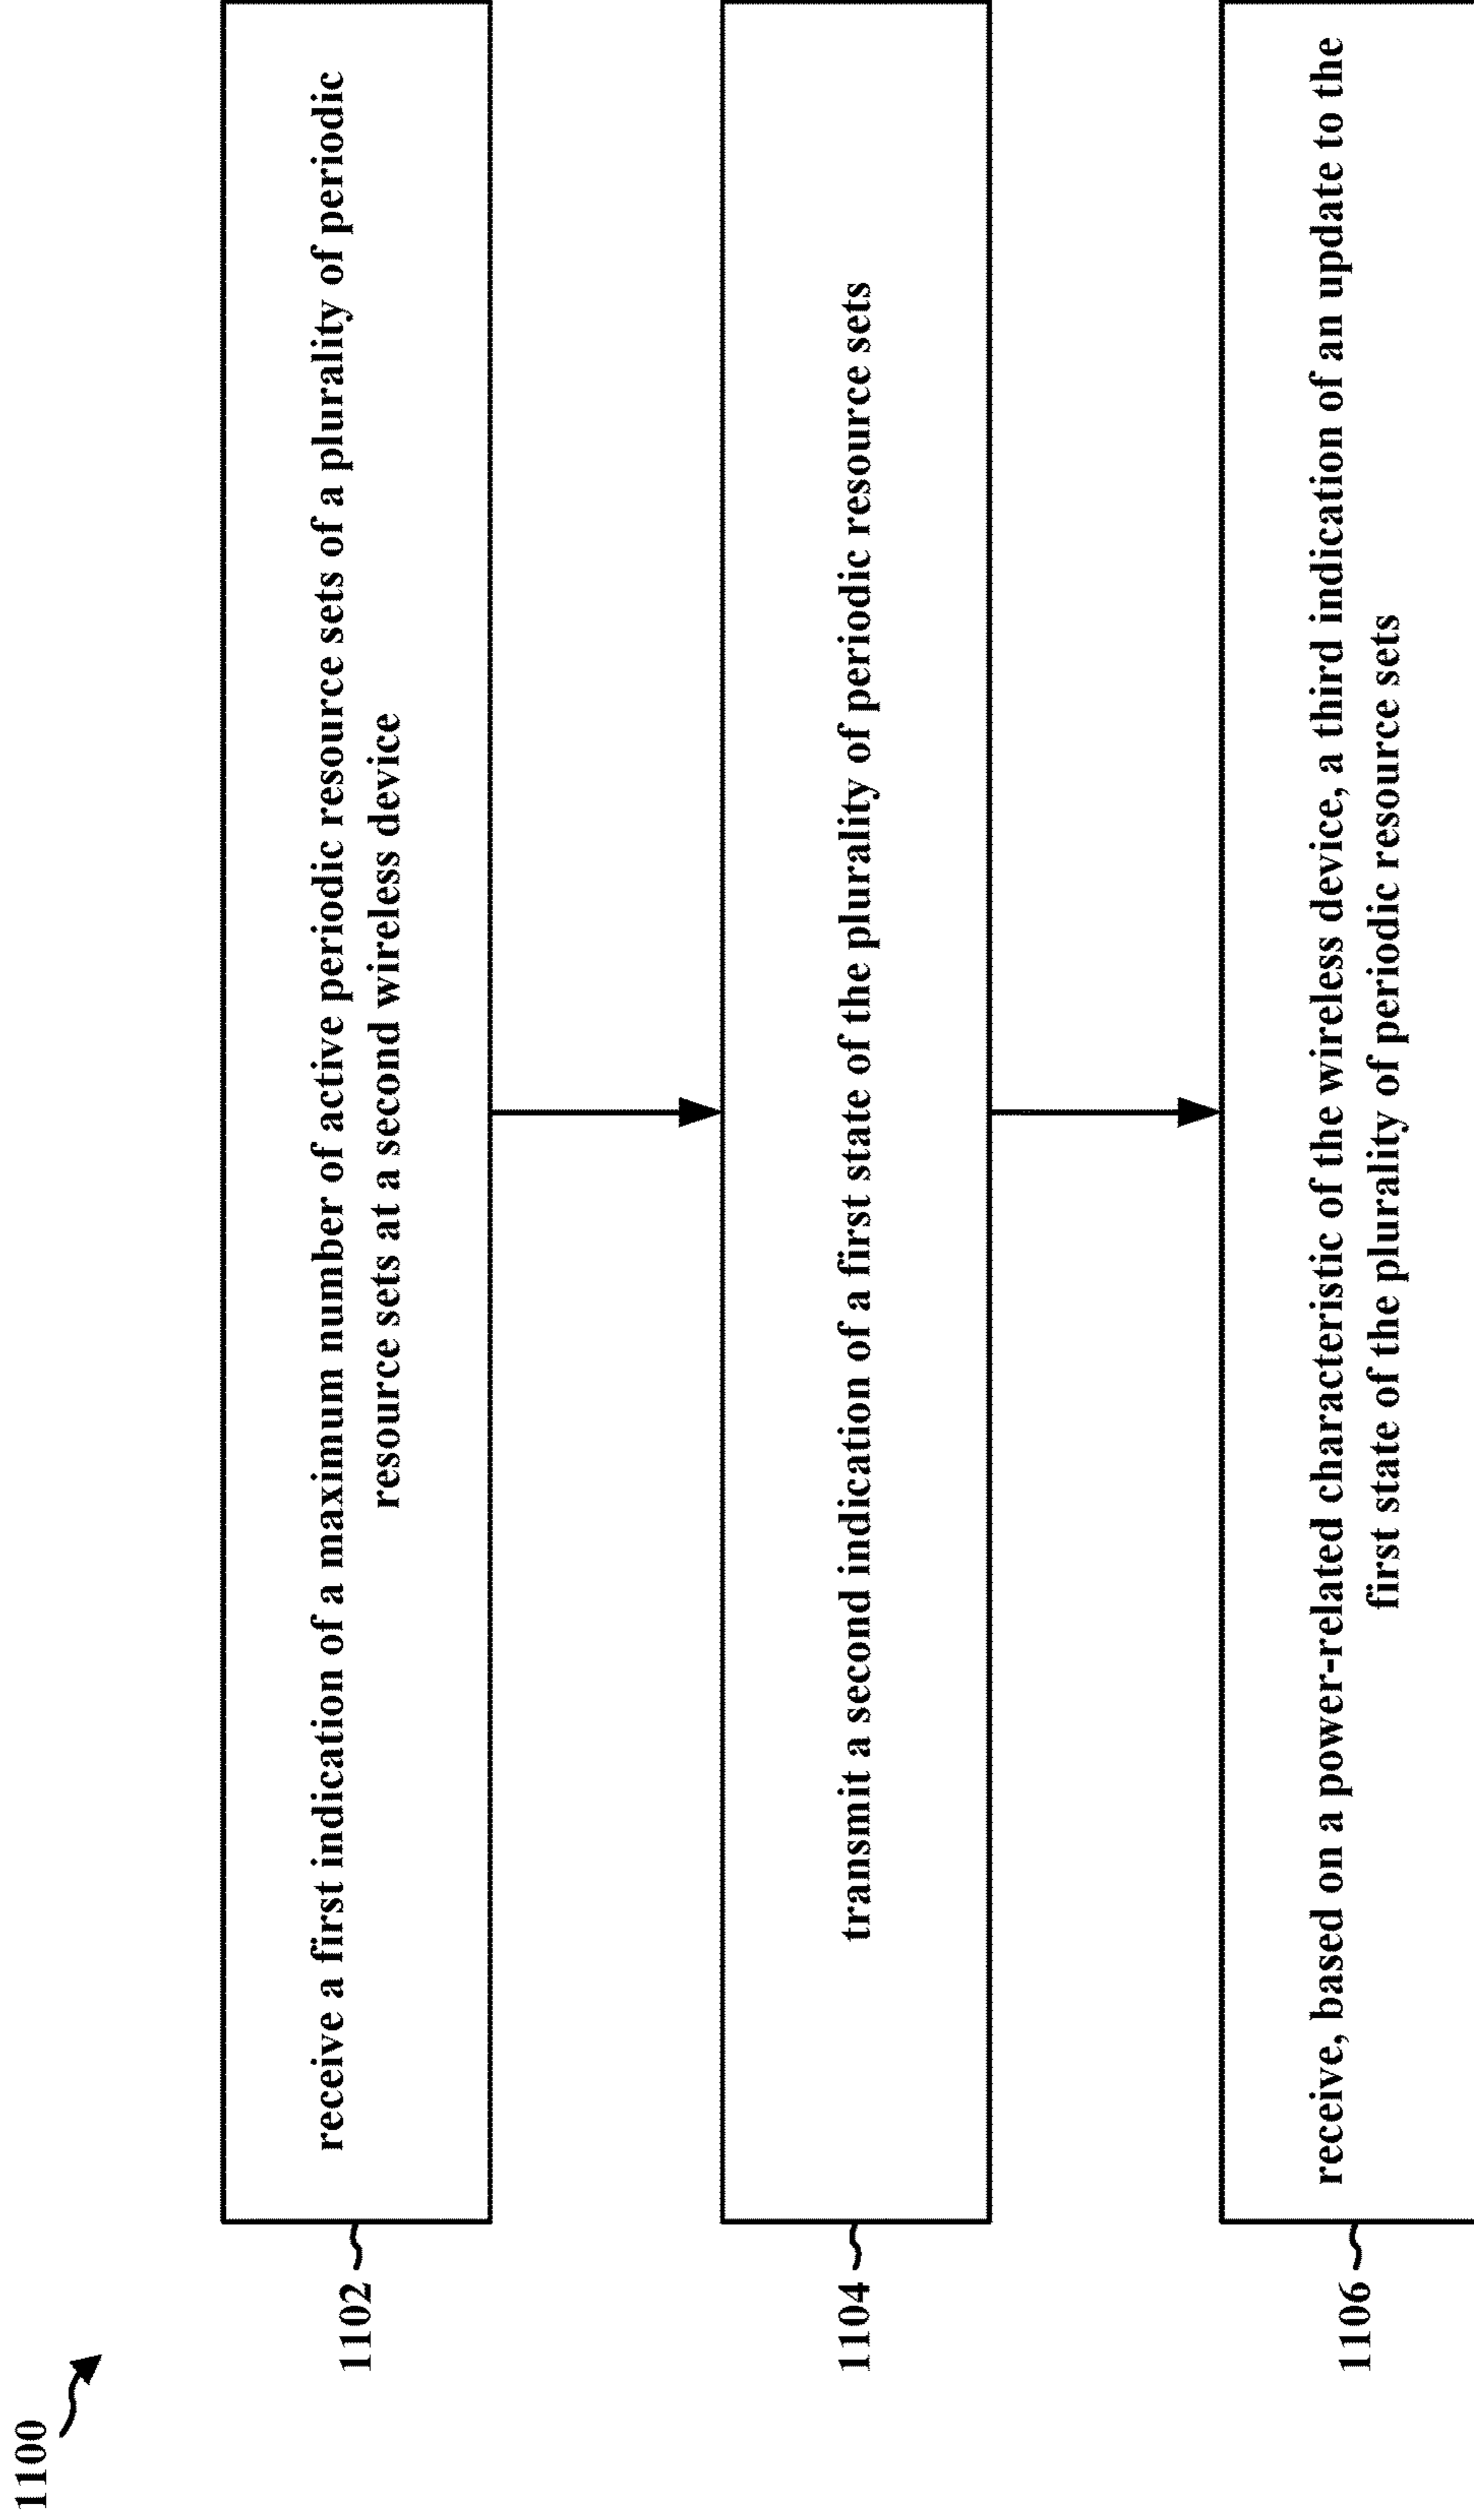 1100
1102
receive a first indication of a maximum number of active periodic resource sets of a plurality of periodic
resource sets at a second wireless device
1104
transmit a second indication of a first state of the plurality of periodic resource sets
1106
receive, based on a power-related characteristic of the wireless device, a third indication of an update to the
first state of the plurality of periodic resource sets